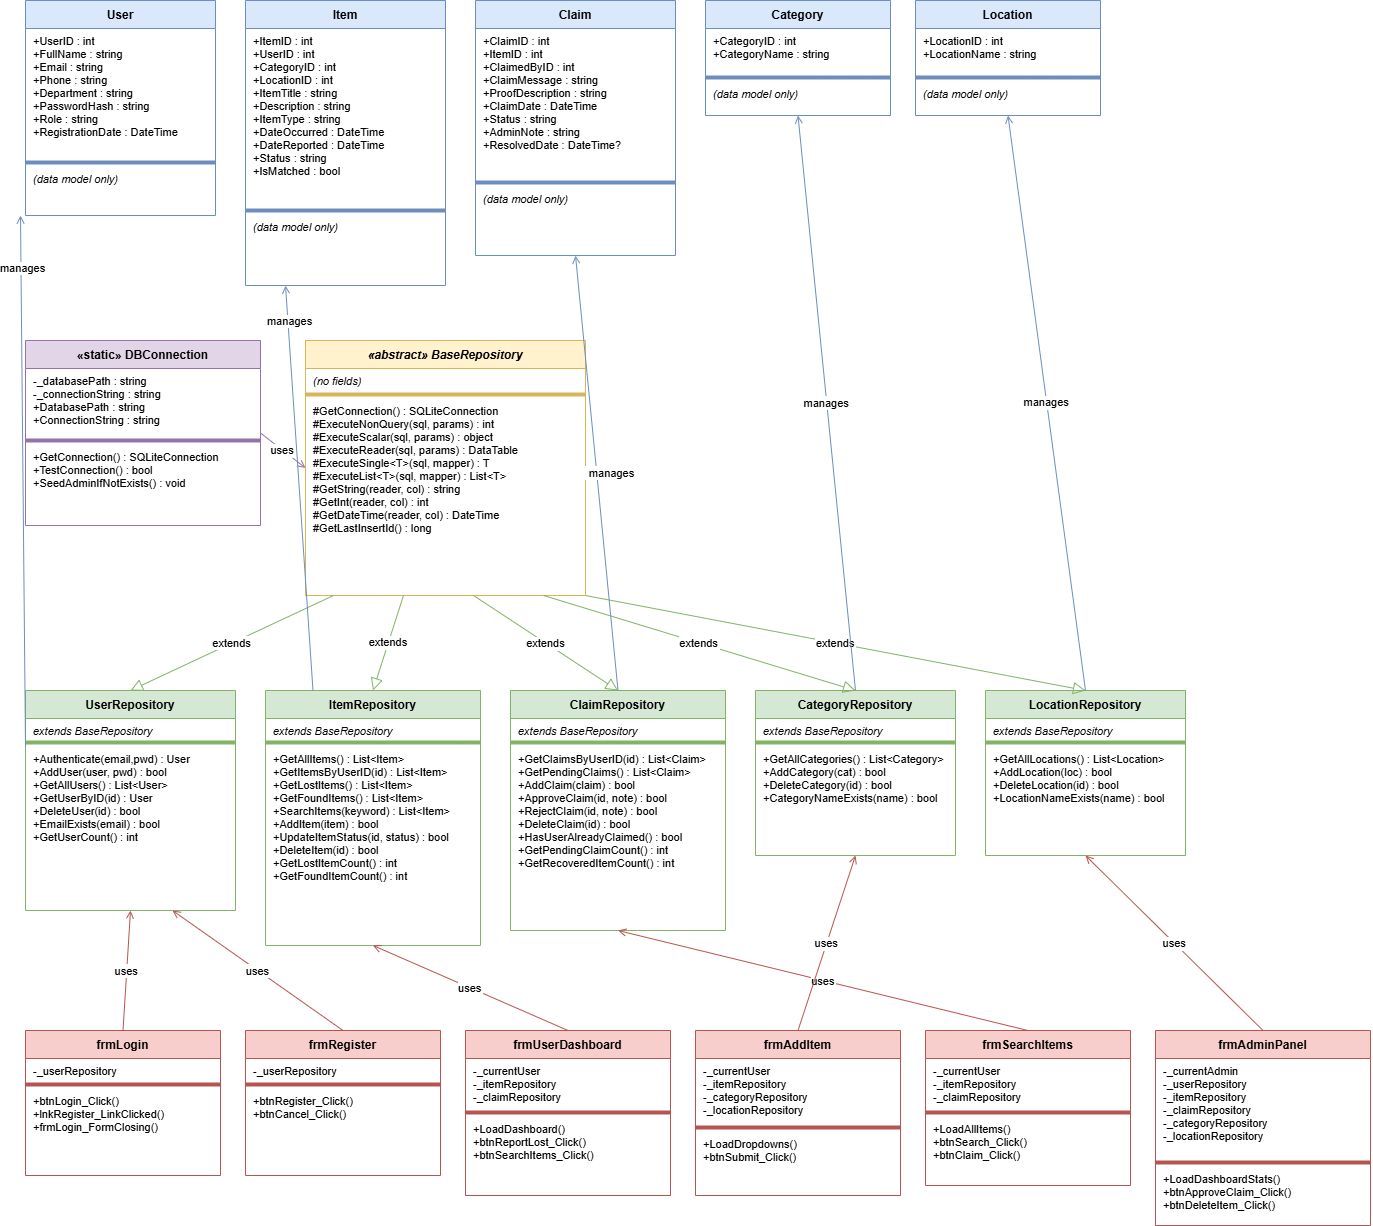 User
+UserID : int
+FullName : string
+Email : string
+Phone : string
+Department : string
+PasswordHash : string
+Role : string
+RegistrationDate : DateTime
(data model only)
Item
+ItemID : int
+UserID : int
+CategoryID : int
+LocationID : int
+ItemTitle : string
+Description : string
+ItemType : string
+DateOccurred : DateTime
+DateReported : DateTime
+Status : string
+IsMatched : bool
(data model only)
Claim
+ClaimID : int
+ItemID : int
+ClaimedByID : int
+ClaimMessage : string
+ProofDescription : string
+ClaimDate : DateTime
+Status : string
+AdminNote : string
+ResolvedDate : DateTime?
(data model only)
Category
+CategoryID : int
+CategoryName : string
(data model only)
Location
+LocationID : int
+LocationName : string
(data model only)
manages
manages
manages
manages
manages
«static» DBConnection
-_databasePath : string
-_connectionString : string
+DatabasePath : string
+ConnectionString : string
+GetConnection() : SQLiteConnection
+TestConnection() : bool
+SeedAdminIfNotExists() : void
uses
«abstract» BaseRepository
(no fields)
#GetConnection() : SQLiteConnection
#ExecuteNonQuery(sql, params) : int
#ExecuteScalar(sql, params) : object
#ExecuteReader(sql, params) : DataTable
#ExecuteSingle<T>(sql, mapper) : T
#ExecuteList<T>(sql, mapper) : List<T>
#GetString(reader, col) : string
#GetInt(reader, col) : int
#GetDateTime(reader, col) : DateTime
#GetLastInsertId() : long
extends
extends
extends
extends
extends
UserRepository
extends BaseRepository
+Authenticate(email,pwd) : User
+AddUser(user, pwd) : bool
+GetAllUsers() : List<User>
+GetUserByID(id) : User
+DeleteUser(id) : bool
+EmailExists(email) : bool
+GetUserCount() : int
ItemRepository
extends BaseRepository
+GetAllItems() : List<Item>
+GetItemsByUserID(id) : List<Item>
+GetLostItems() : List<Item>
+GetFoundItems() : List<Item>
+SearchItems(keyword) : List<Item>
+AddItem(item) : bool
+UpdateItemStatus(id, status) : bool
+DeleteItem(id) : bool
+GetLostItemCount() : int
+GetFoundItemCount() : int
ClaimRepository
extends BaseRepository
+GetClaimsByUserID(id) : List<Claim>
+GetPendingClaims() : List<Claim>
+AddClaim(claim) : bool
+ApproveClaim(id, note) : bool
+RejectClaim(id, note) : bool
+DeleteClaim(id) : bool
+HasUserAlreadyClaimed() : bool
+GetPendingClaimCount() : int
+GetRecoveredItemCount() : int
CategoryRepository
extends BaseRepository
+GetAllCategories() : List<Category>
+AddCategory(cat) : bool
+DeleteCategory(id) : bool
+CategoryNameExists(name) : bool
LocationRepository
extends BaseRepository
+GetAllLocations() : List<Location>
+AddLocation(loc) : bool
+DeleteLocation(id) : bool
+LocationNameExists(name) : bool
uses
uses
uses
uses
uses
uses
frmLogin
-_userRepository
+btnLogin_Click()
+lnkRegister_LinkClicked()
+frmLogin_FormClosing()
frmRegister
-_userRepository
+btnRegister_Click()
+btnCancel_Click()
frmUserDashboard
-_currentUser
-_itemRepository
-_claimRepository
+LoadDashboard()
+btnReportLost_Click()
+btnSearchItems_Click()
frmAddItem
-_currentUser
-_itemRepository
-_categoryRepository
-_locationRepository
+LoadDropdowns()
+btnSubmit_Click()
frmSearchItems
-_currentUser
-_itemRepository
-_claimRepository
+LoadAllItems()
+btnSearch_Click()
+btnClaim_Click()
frmAdminPanel
-_currentAdmin
-_userRepository
-_itemRepository
-_claimRepository
-_categoryRepository
-_locationRepository
+LoadDashboardStats()
+btnApproveClaim_Click()
+btnDeleteItem_Click()